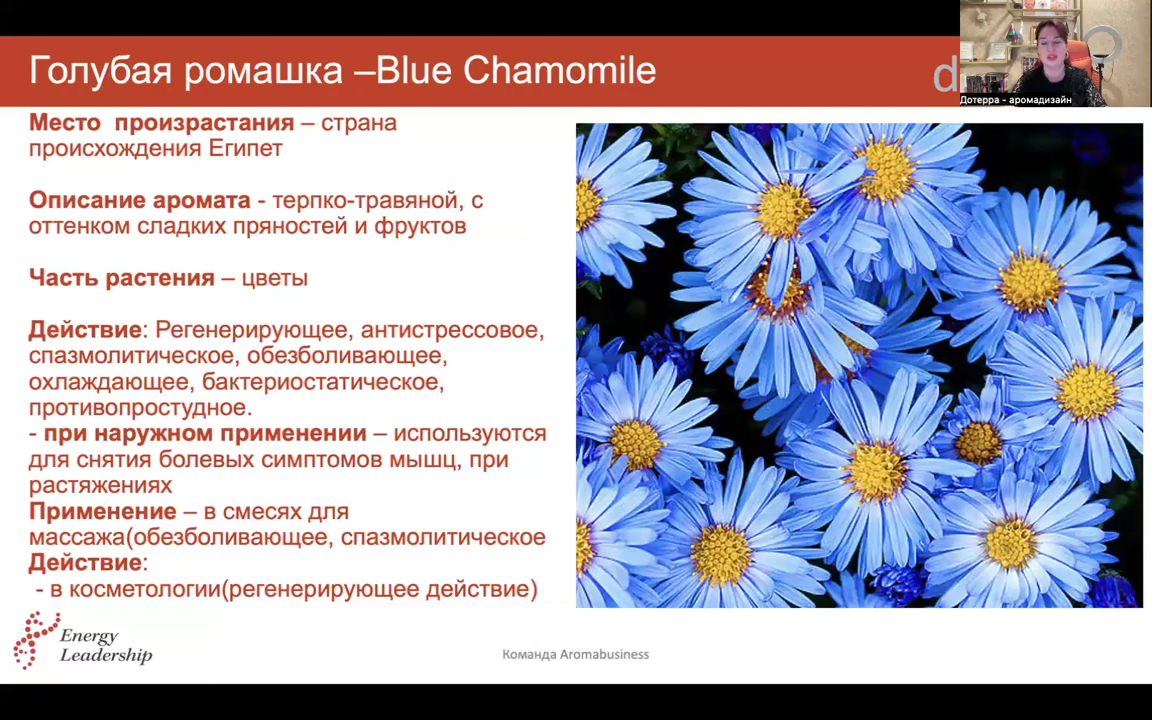 Голубая ромашка –Blue Chamomile
d
Дотерра - аромадизайн
Место произрастания – страна
происхождения Египет
Описание аромата - терпко-травяной, с
оттенком сладких пряностей и фруктов
Часть растения – цветы
Действие: Регенерирующее, антистрессовое,
спазмолитическое, обезболивающее,
охлаждающее, бактериостатическое,
противопростудное.
- при наружном применении – используются
для снятия болевых симптомов мышц, при
растяжениях
Применение – в смесях для
массажа(обезболивающее, спазмолитическое
Действие:
- в косметологии(регенерирующее действие)
Energy
Leadership
Команда Aromabusiness